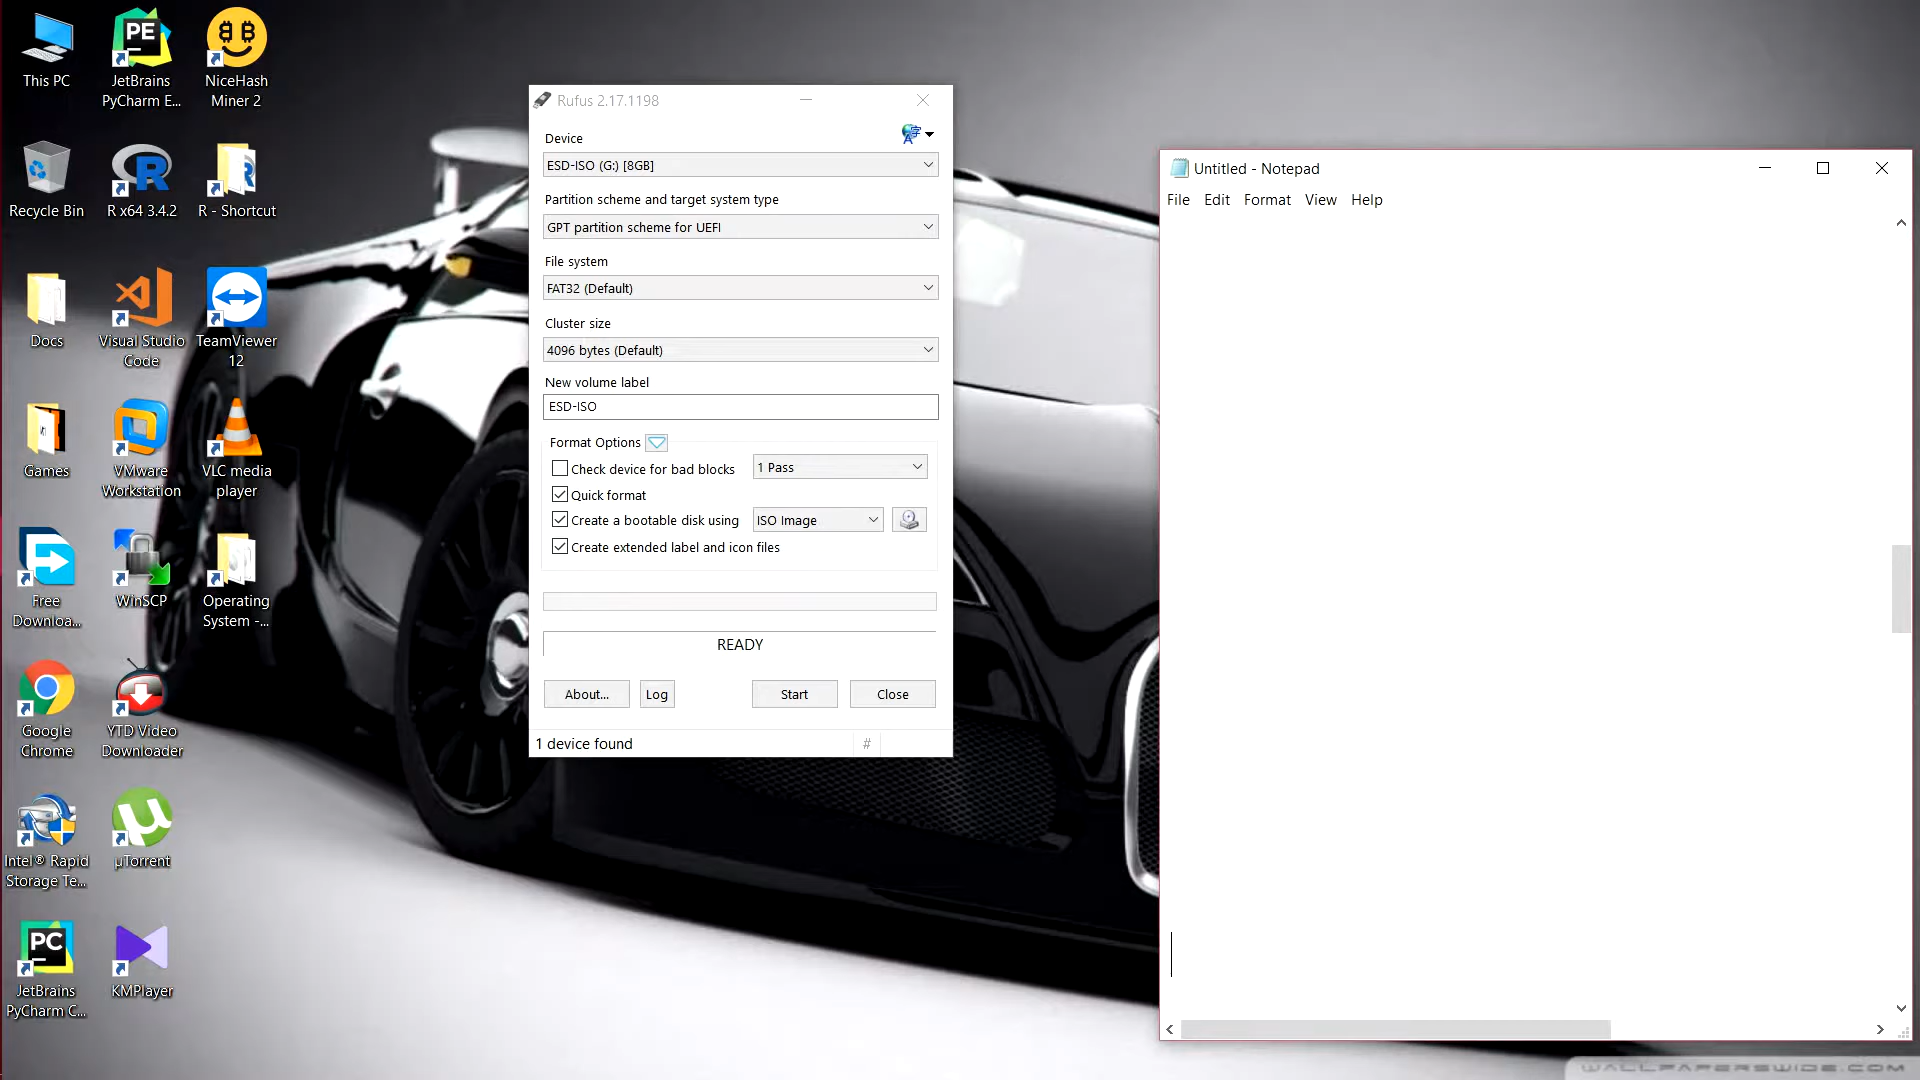 This PC
JetBrains
PyCharm E...
NiceHash
Miner 2
Recycle Bin
R x64 3.4.2
R - Shortcut
Docs
Visual Studio
Code
TeamViewer
12
Games
VMware
Workstation
VLC media
player
Free
Downloa...
WinSCP
Operating
System -...
Google
Chrome
YTD Video
Downloader
Intel® Rapid
Storage Te...
µTorrent
JetBrains
PyCharm C...
KMPlayer
Rufus 2.17.1198
Device
ESD-ISO (G:) [8GB]
Partition scheme and target system type
GPT partition scheme for UEFI
File system
FAT32 (Default)
Cluster size
4096 bytes (Default)
New volume label
ESD-ISO
Format Options
Check device for bad blocks 1 Pass
Quick format
Create a bootable disk using ISO Image
Create extended label and icon files
READY
About... Log Start Close
1 device found #
Untitled - Notepad
File Edit Format View Help
WALLPAPERSWIDE.COM